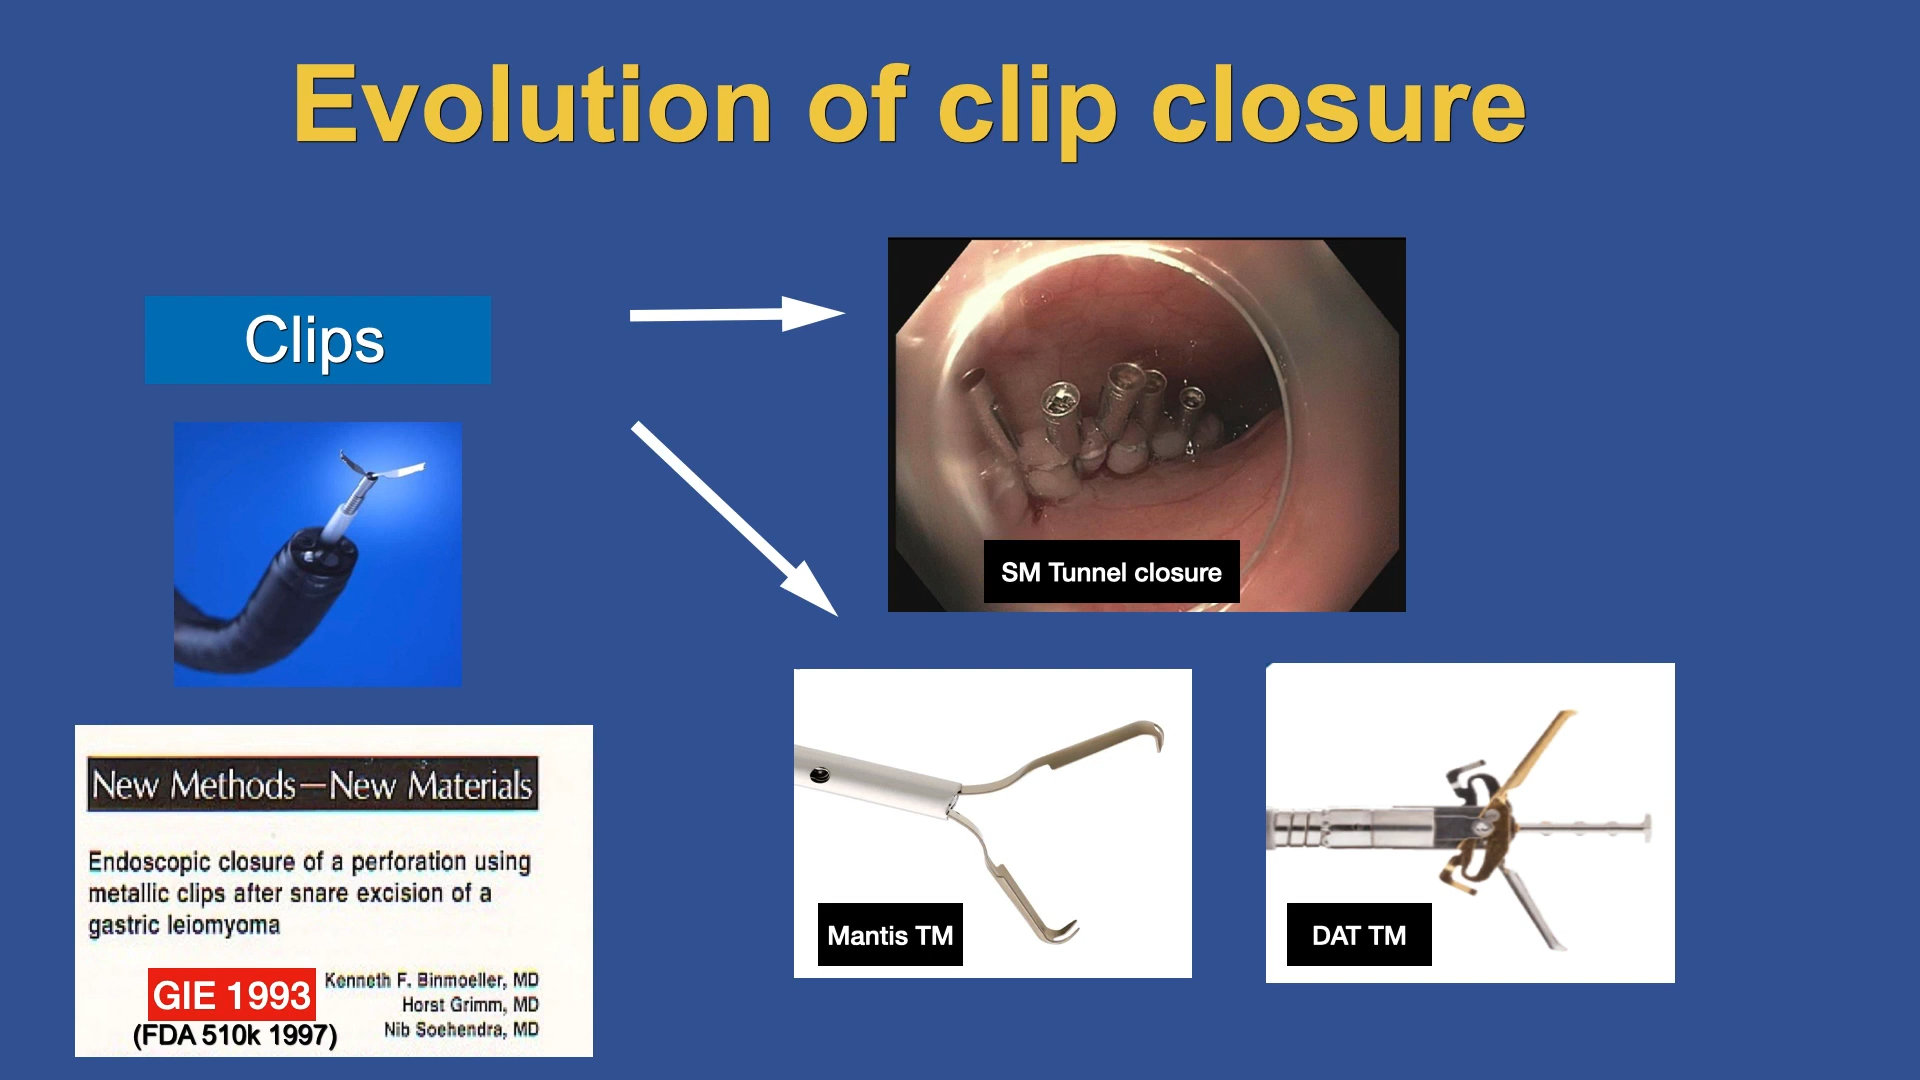 Evolution of clip closure
Clips
SM Tunnel closure
New Methods—New Materials
Endoscopic closure of a perforation using
metallic clips after snare excision of a
gastric leiomyoma
GIE 1993
(FDA 510k 1997)
Kenneth F. Binmoeller, MD
Horst Grimm, MD
Nib Soehendra, MD
Mantis TM
DAT TM